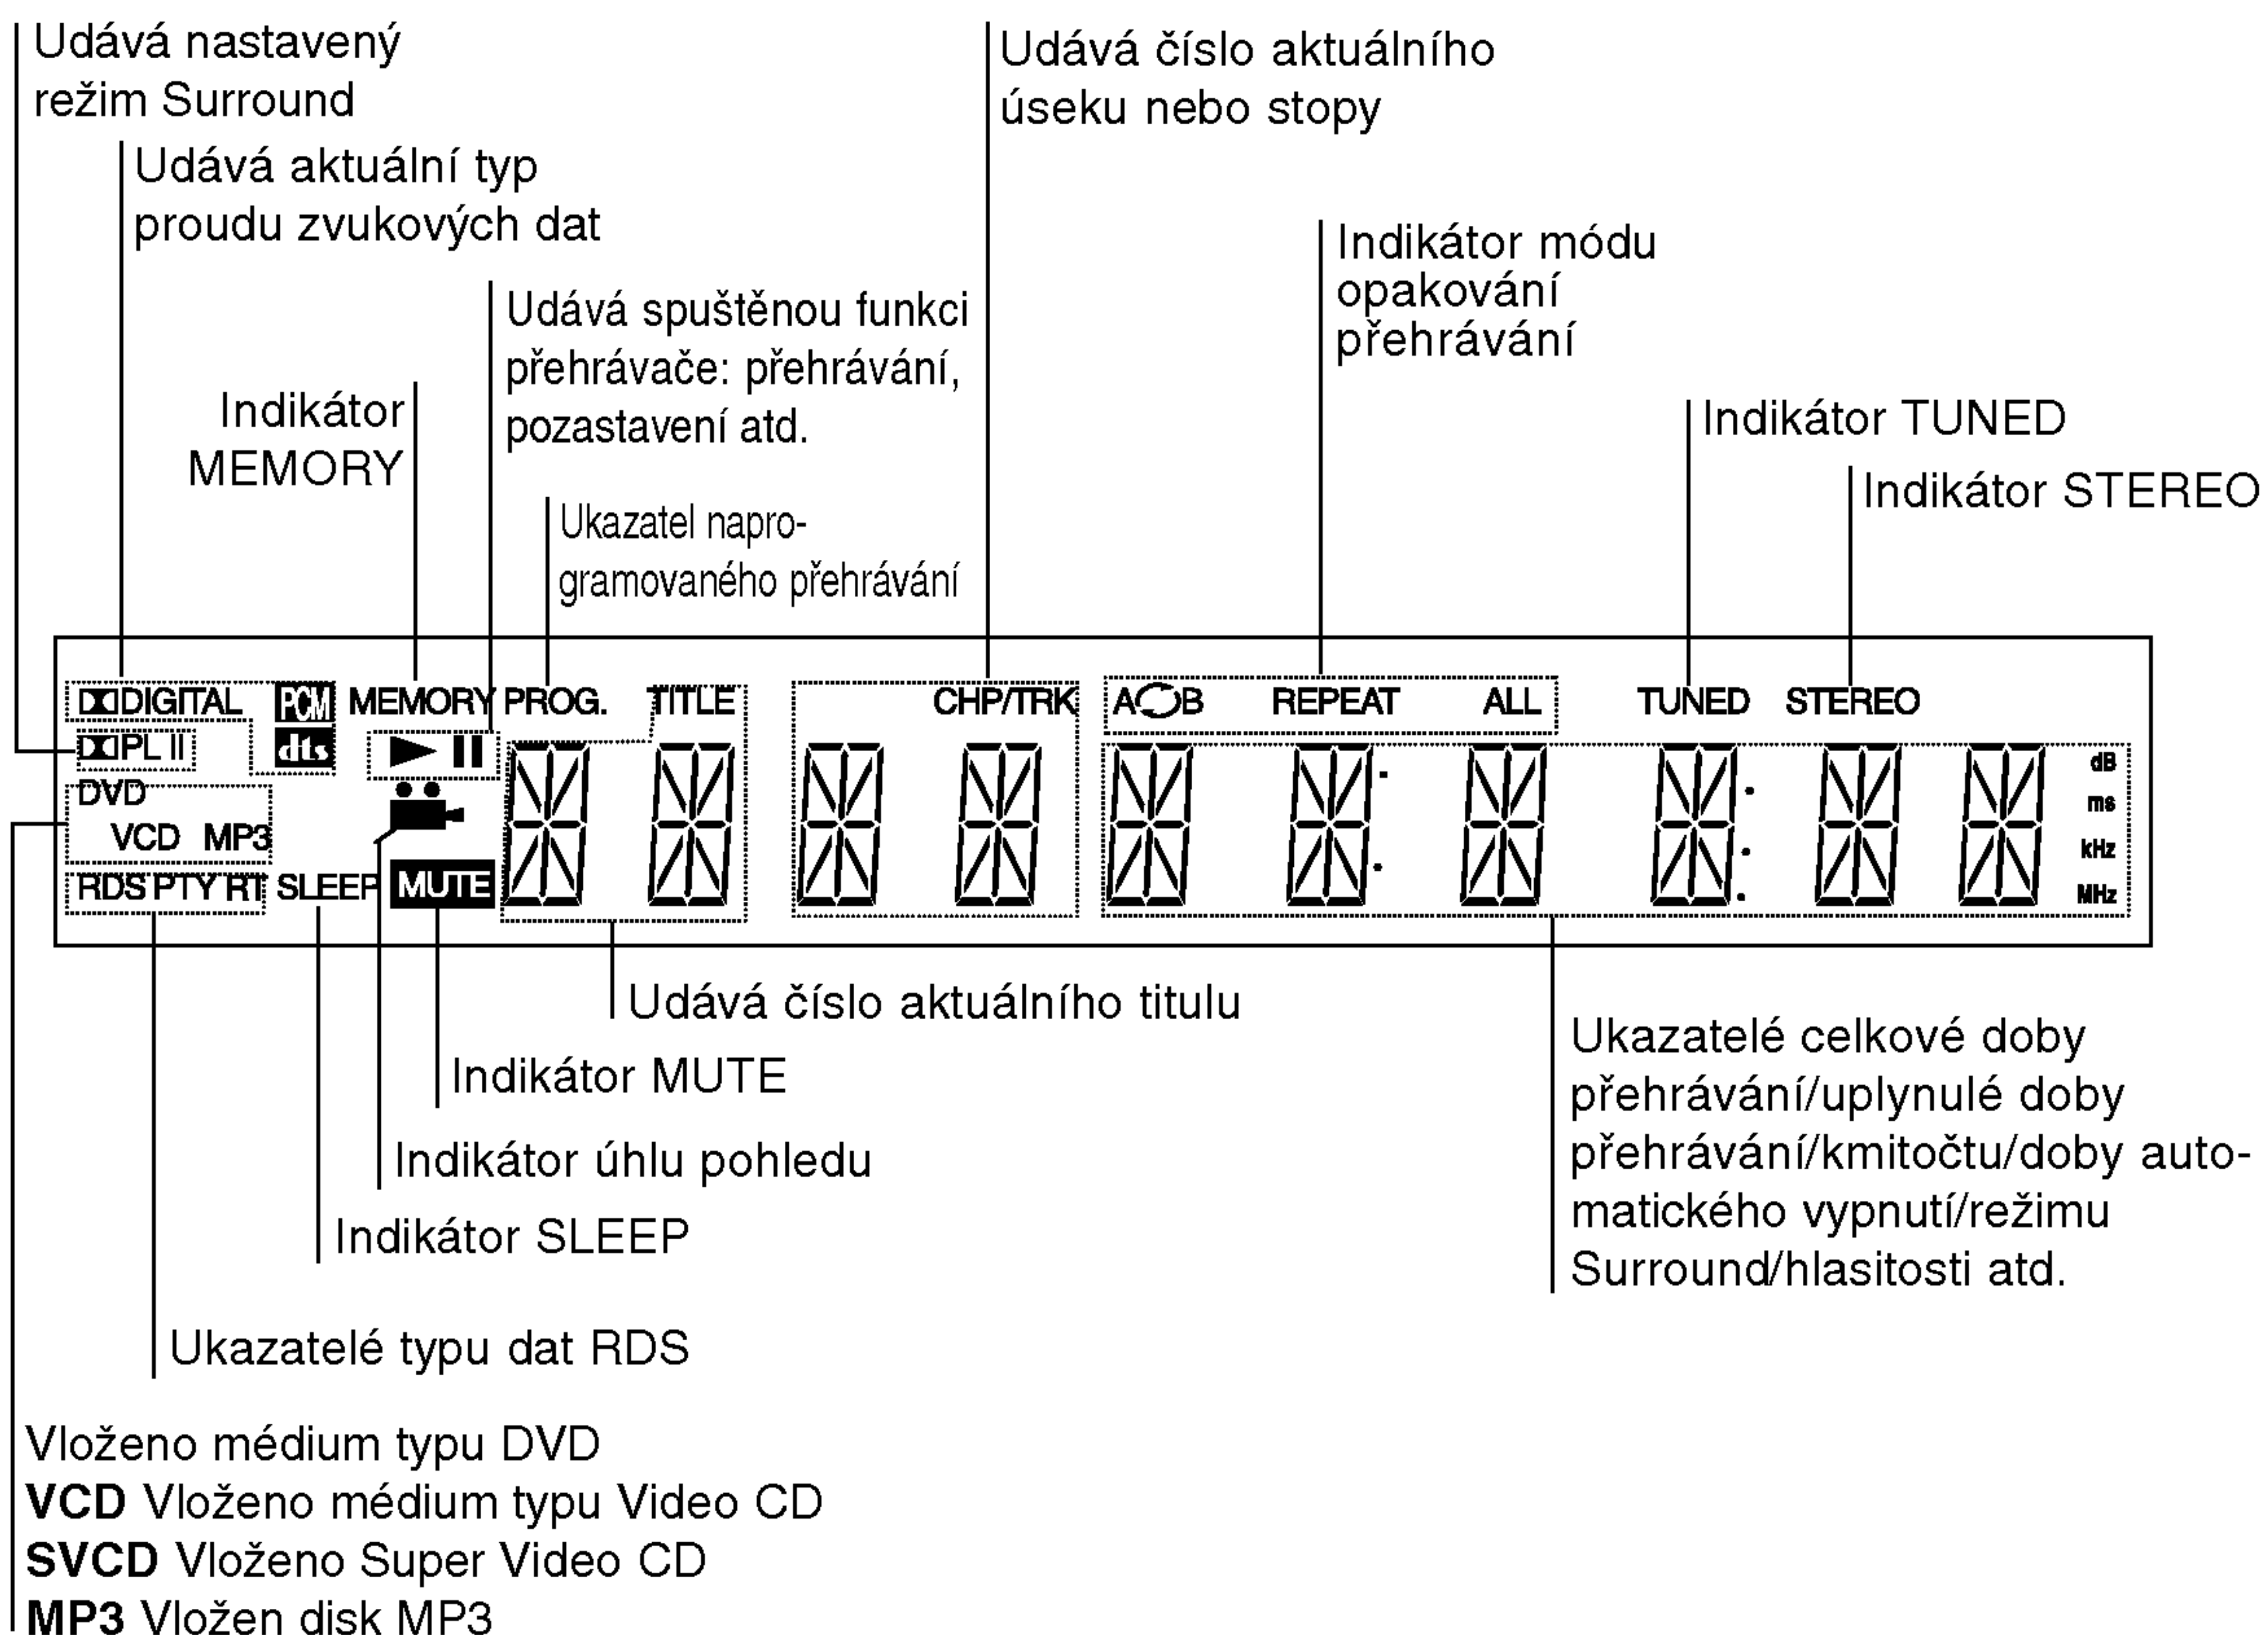 Udává nastavený
režim Surround
Udává číslo aktuálního
úseku nebo stopy
Udává aktuální typ
proudu zvukových dat
Indikátor módu
opakování
přehrávání
Udává spuštěnou funkci
přehrávače: přehrávání,
pozastavení atd.
Indikátor
MEMORY
Indikátor TUNED
Indikátor STEREO
Ukazatel napro-
gramovaného přehrávání
DIGITAL PCM MEMORY PROG. TITLE CHP/TRK A B REPEAT ALL TUNED STEREO
PL II dts
dB
DVD
ms
VCD MP3
kHz
RDS PTY RT SLEEP MUTE
MHz
Udává číslo aktuálního titulu
Indikátor MUTE
Indikátor úhlu pohledu
Indikátor SLEEP
Ukazatelé celkové doby
přehrávání/uplynulé doby
přehrávání/kmitočtu/doby auto-
matického vypnutí/režimu
Surround/hlasitosti atd.
Ukazatelé typu dat RDS
Vloženo médium typu DVD
VCD Vloženo médium typu Video CD
SVCD Vloženo Super Video CD
MP3 Vložen disk MP3